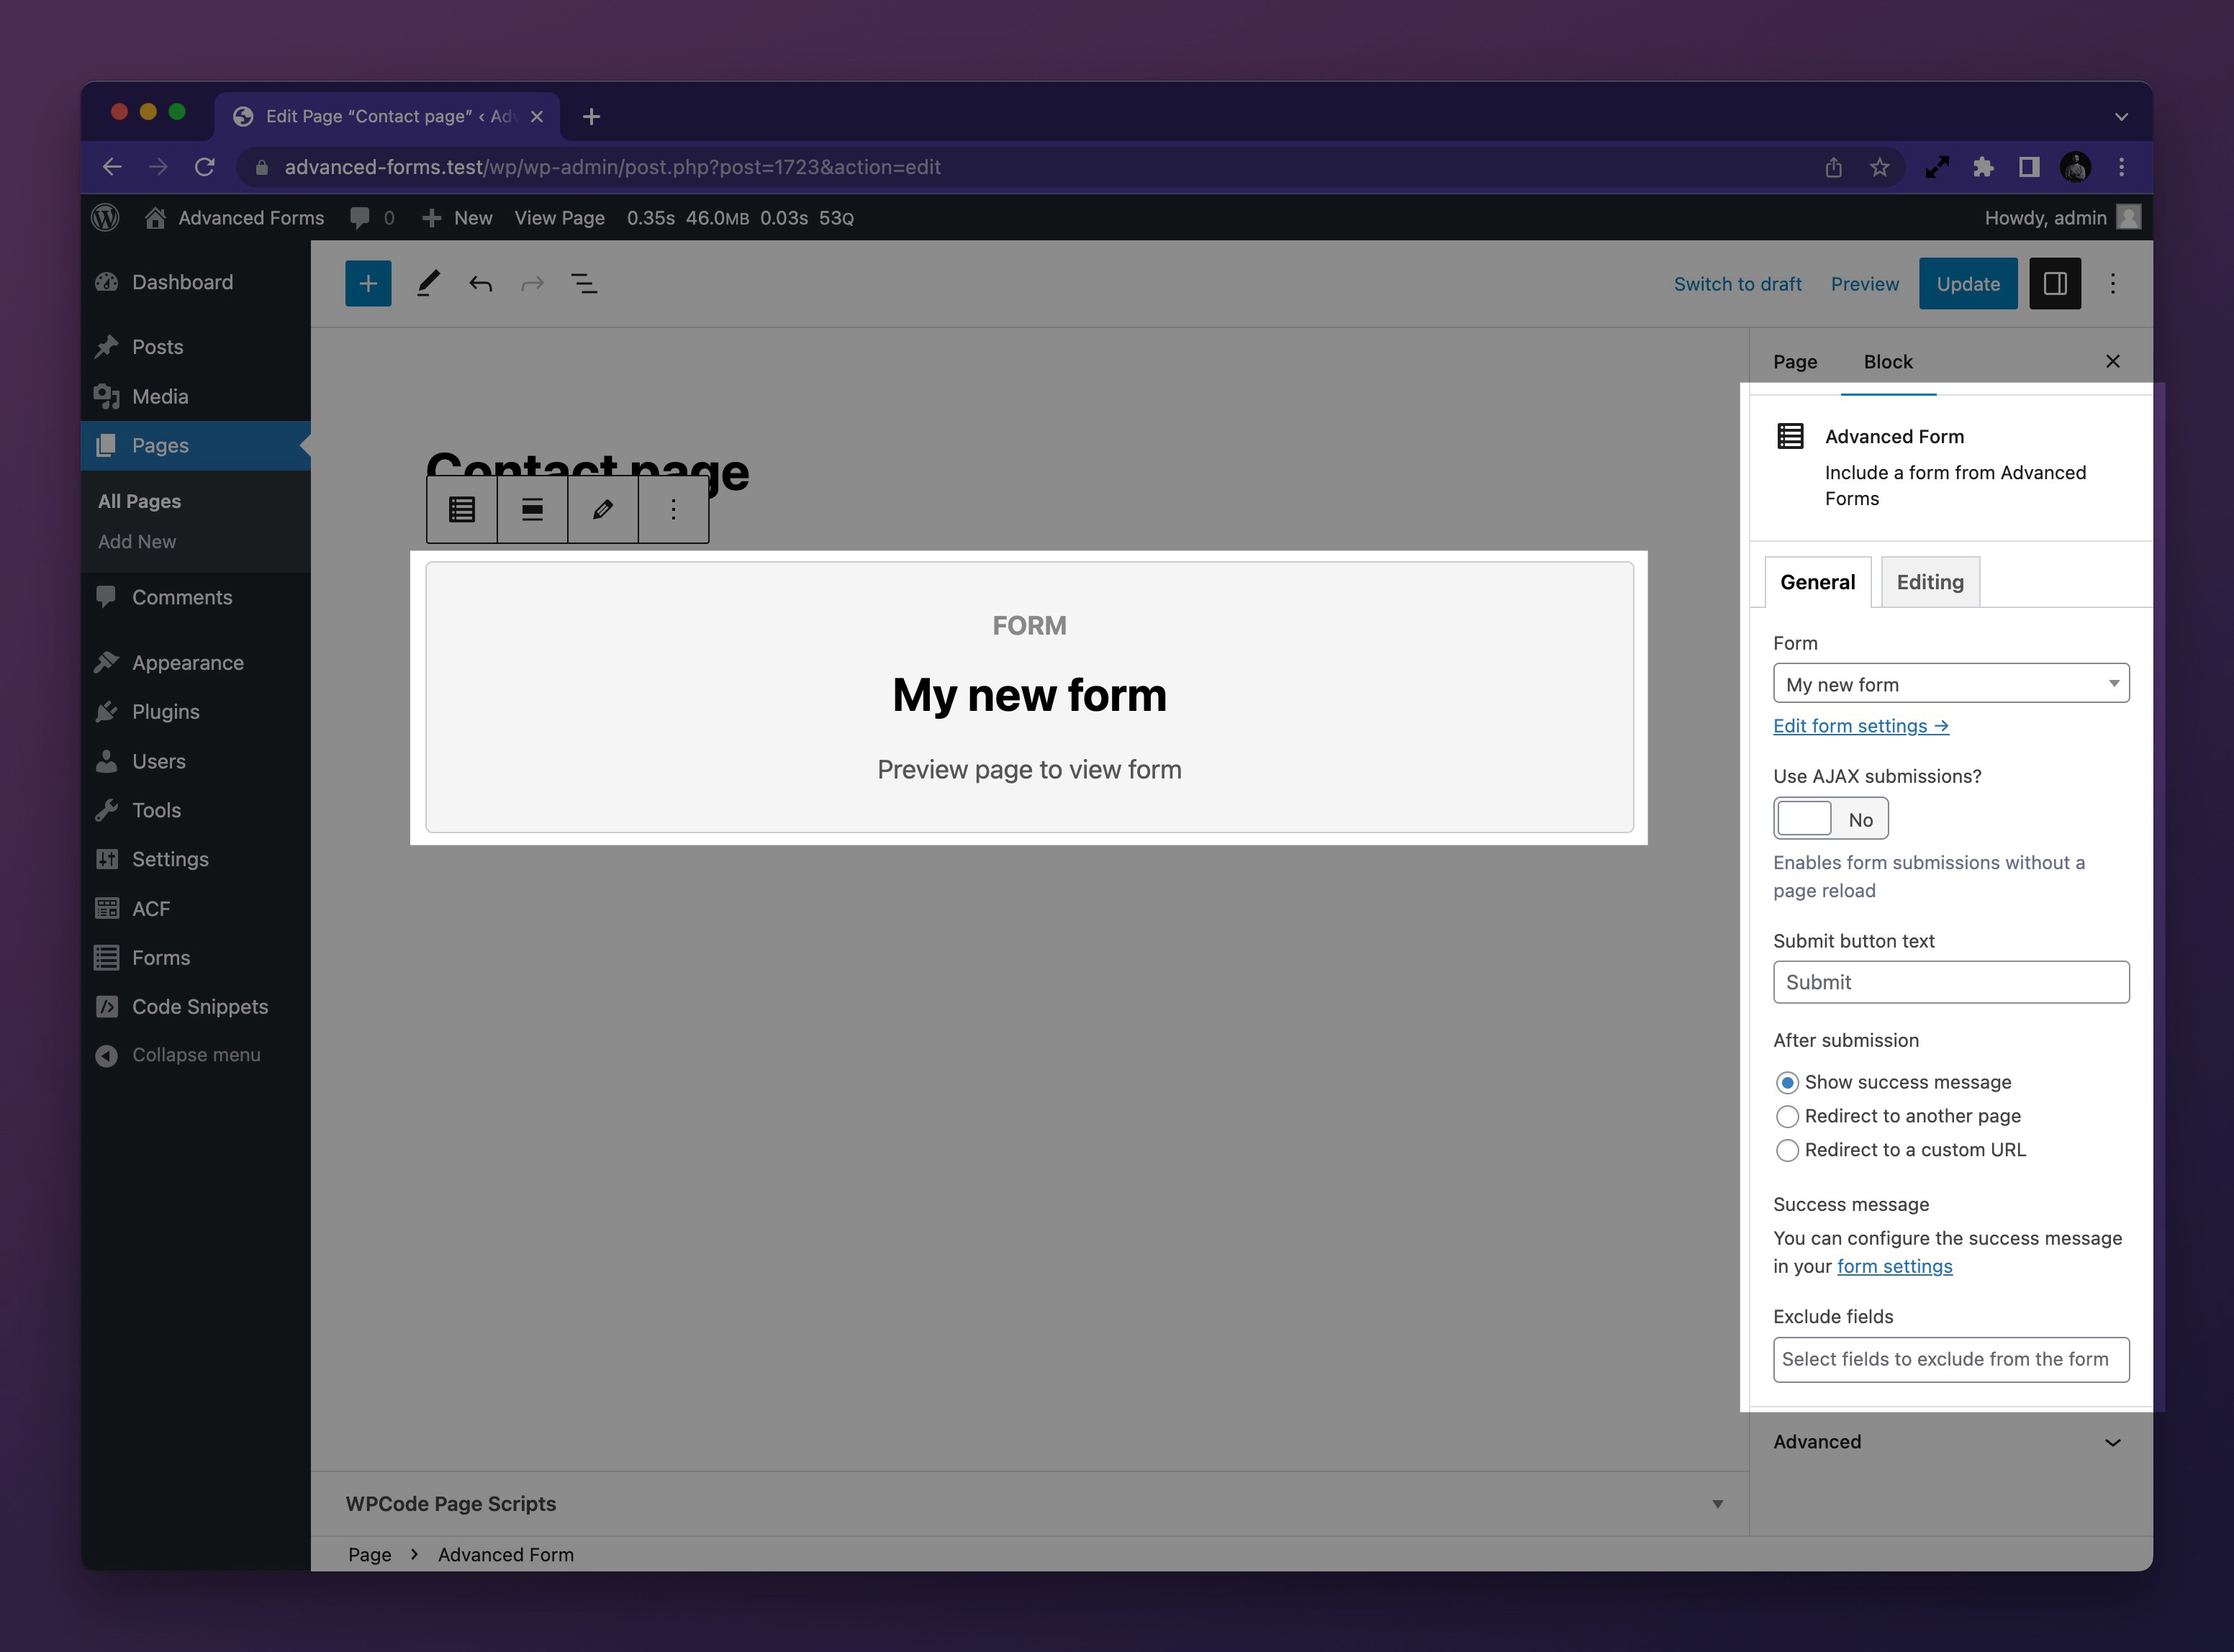 Edit Page “Contact page” ‹ Adv
advanced-forms.test/wp/wp-admin/post.php?post=1723&action=edit
Advanced Forms 0 New View Page 0.35s 46.0MB 0.03s 53Q Howdy, admin
Dashboard
Posts
Media
Pages
All Pages
Add New
Comments
Appearance
Plugins
Users
Tools
Settings
ACF
Forms
Code Snippets
Collapse menu
Switch to draft Preview Update
Contact page
FORM
My new form
Preview page to view form
Page Block
Advanced Form
Include a form from Advanced
Forms
General Editing
Form
My new form
Edit form settings →
Use AJAX submissions?
No
Enables form submissions without a
page reload
Submit button text
Submit
After submission
Show success message
Redirect to another page
Redirect to a custom URL
Success message
You can configure the success message
in your form settings
Exclude fields
Select fields to exclude from the form
Advanced
WPCode Page Scripts
Page › Advanced Form